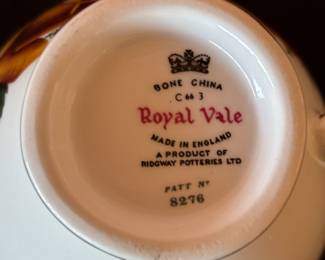 BONE CHINA
C 66 3
Royal Vale
MADE IN ENGLAND
A PRODUCT OF
RIDGWAY POTTERIES LTD
PATT Nº
8276